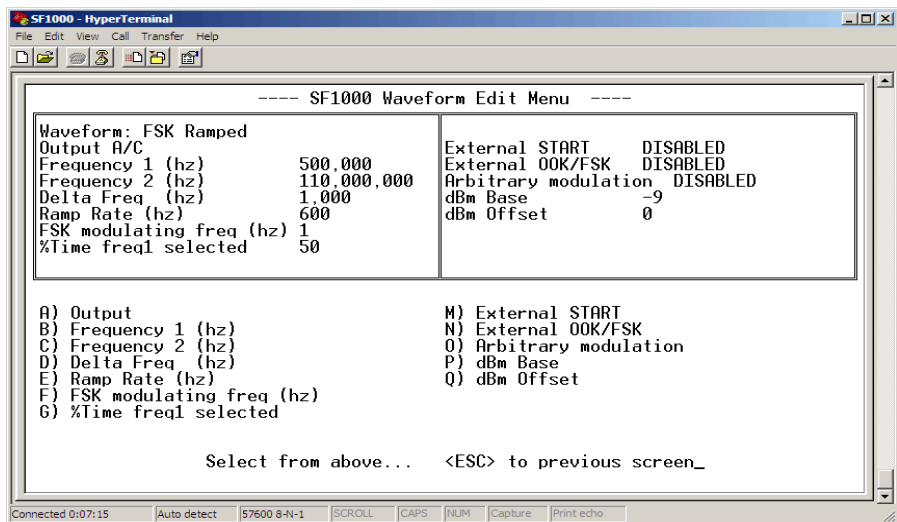 SF1000 - HyperTerminal
File Edit View Call Transfer Help
---- SF1000 Waveform Edit Menu ----
Waveform: FSK Ramped
Output A/C
Frequency 1 (hz) 500,000
Frequency 2 (hz) 110,000,000
Delta Freq (hz) 1,000
Ramp Rate (hz) 600
FSK modulating freq (hz) 1
%Time freq1 selected 50
External START DISABLED
External OOK/FSK DISABLED
Arbitrary modulation DISABLED
dBm Base -9
dBm Offset 0
A) Output
B) Frequency 1 (hz)
C) Frequency 2 (hz)
D) Delta Freq (hz)
E) Ramp Rate (hz)
F) FSK modulating freq (hz)
G) %Time freq1 selected
M) External START
N) External OOK/FSK
O) Arbitrary modulation
P) dBm Base
Q) dBm Offset
Select from above... <ESC> to previous screen_
Connected 0:07:15 Auto detect 57600 8-N-1 SCROLL CAPS NUM Capture Print echo